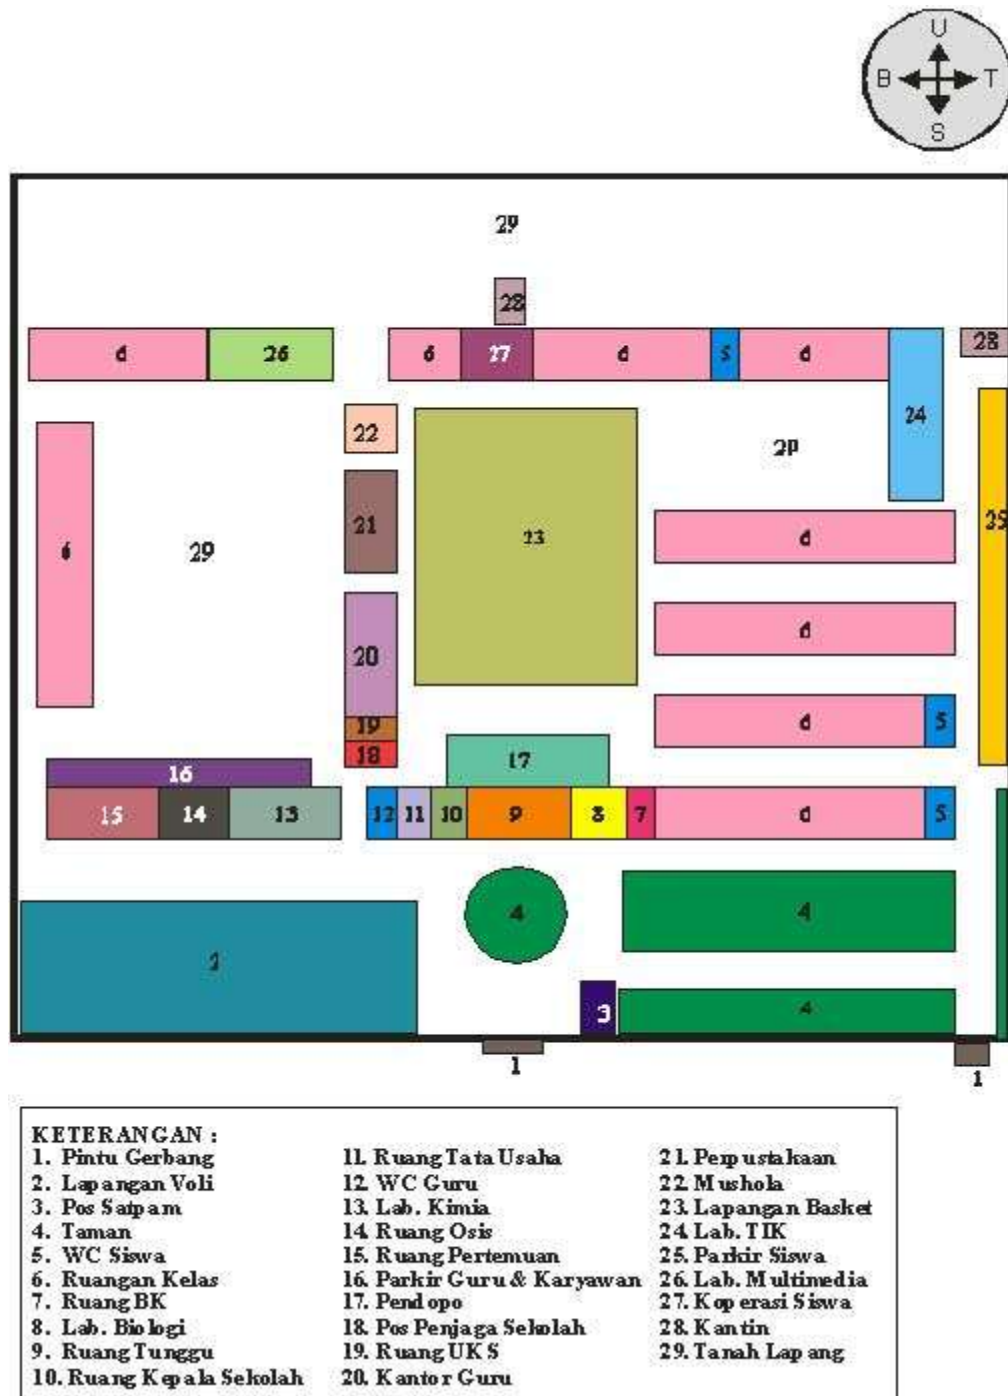 U
B T
S
29
28
6 26 6 27 6 5 6 28
24
22
29
21 23 25
6 29 6
6
20
6 5
19
18 17
16
15 14 13 12 11 10 9 8 7 6 5
4 4
2
3 4
1
1
KETERANGAN :
1. Pintu Gerbang
2. Lapangan Voli
3. Pos Satpam
4. Taman
5. WC Siswa
6. Ruangan Kelas
7. Ruang BK
8. Lab. Biologi
9. Ruang Tunggu
10. Ruang Kepala Sekolah
11. Ruang Tata Usaha
12. WC Guru
13. Lab. Kimia
14. Ruang Osis
15. Ruang Pertemuan
16. Parkir Guru & Karyawan
17. Pendopo
18. Pos Penjaga Sekolah
19. Ruang UKS
20. Kantor Guru
21. Perpustakaan
22. Mushola
23. Lapangan Basket
24. Lab. TIK
25. Parkir Siswa
26. Lab. Multimedia
27. Koperasi Siswa
28. Kantin
29. Tanah Lapang